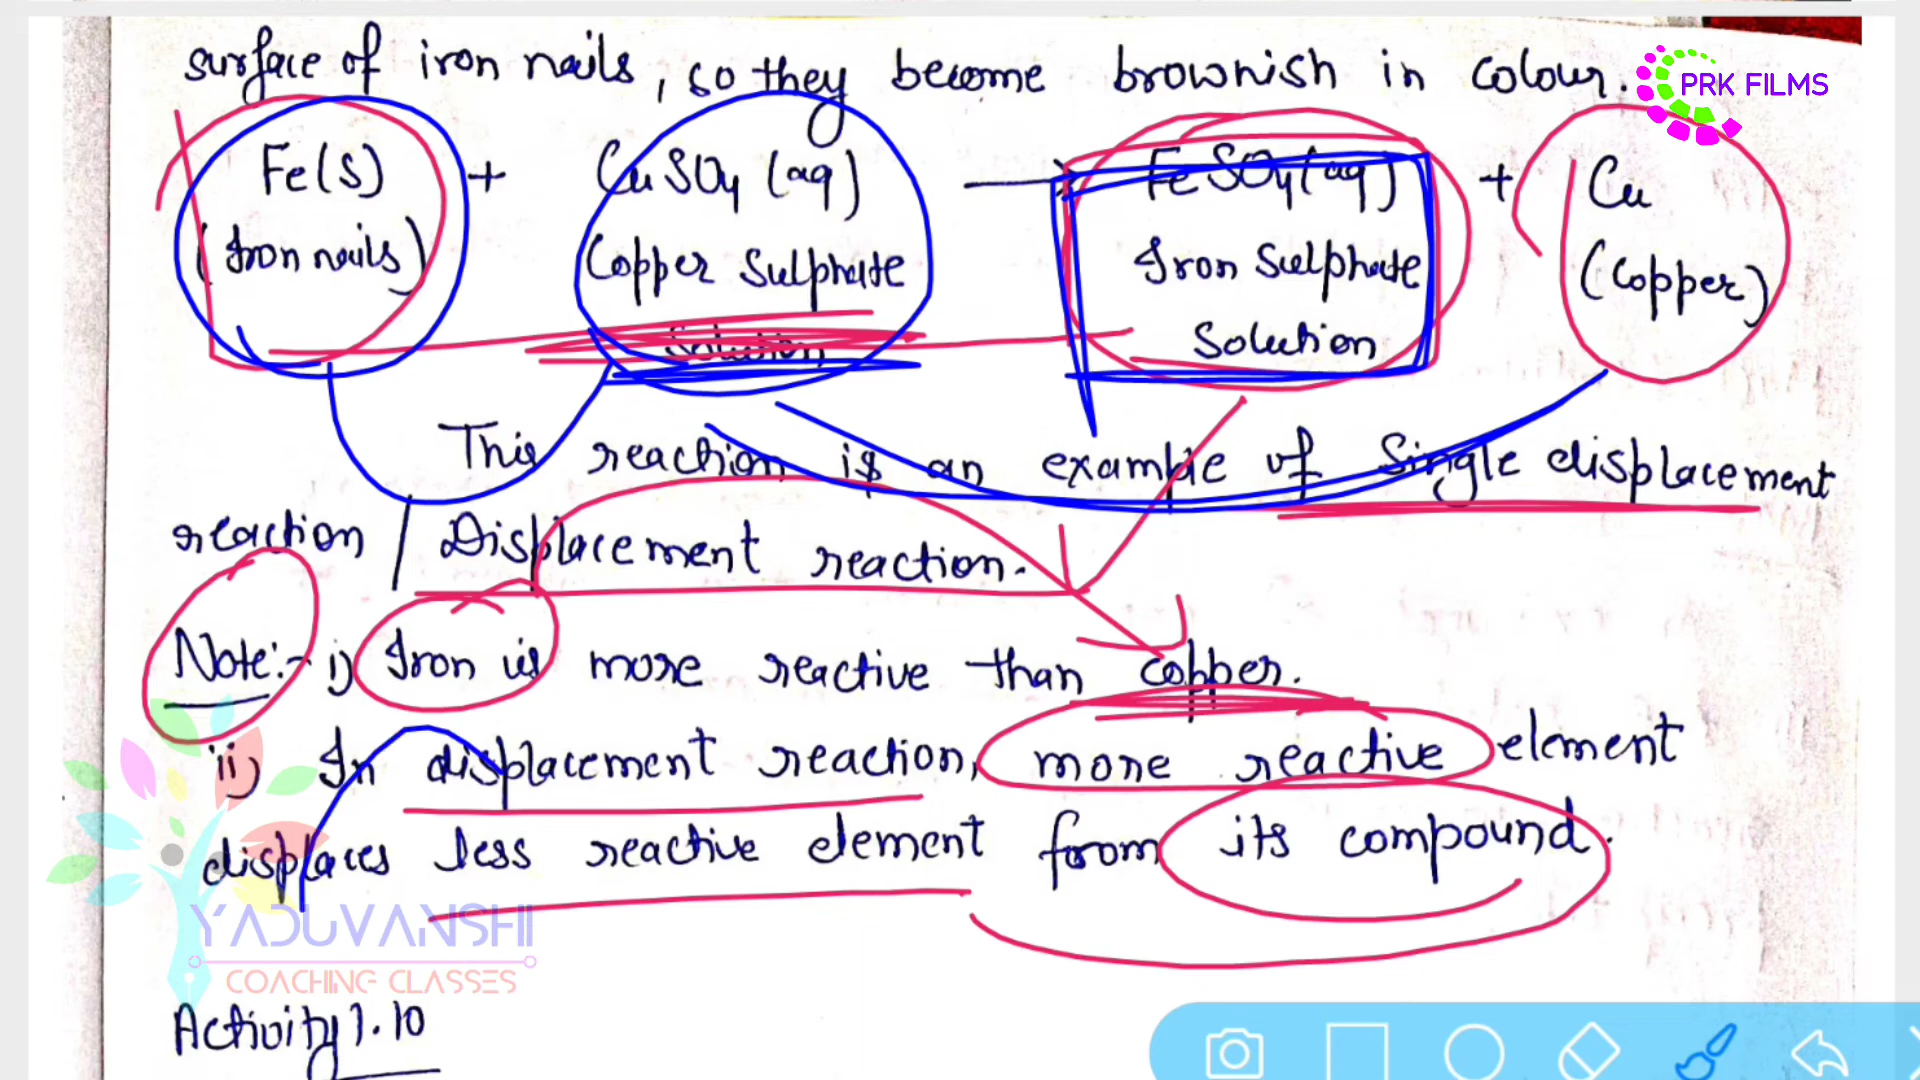 surface of iron nails, so they become brownish in colour.
PRK FILMS
Fe(s) + CuSO4 (aq) → FeSO4(aq) + Cu
(Iron nails) (Copper Sulphate Iron Sulphate (Copper)
Solution Solution
This reaction is an example of Single displacement
reaction / Displacement reaction.
Note:- i) Iron is more reactive than copper.
ii) In displacement reaction, more reactive element
displaces less reactive element from its compound.
YADUVANSHI
COACHING CLASSES
Activity 1.10